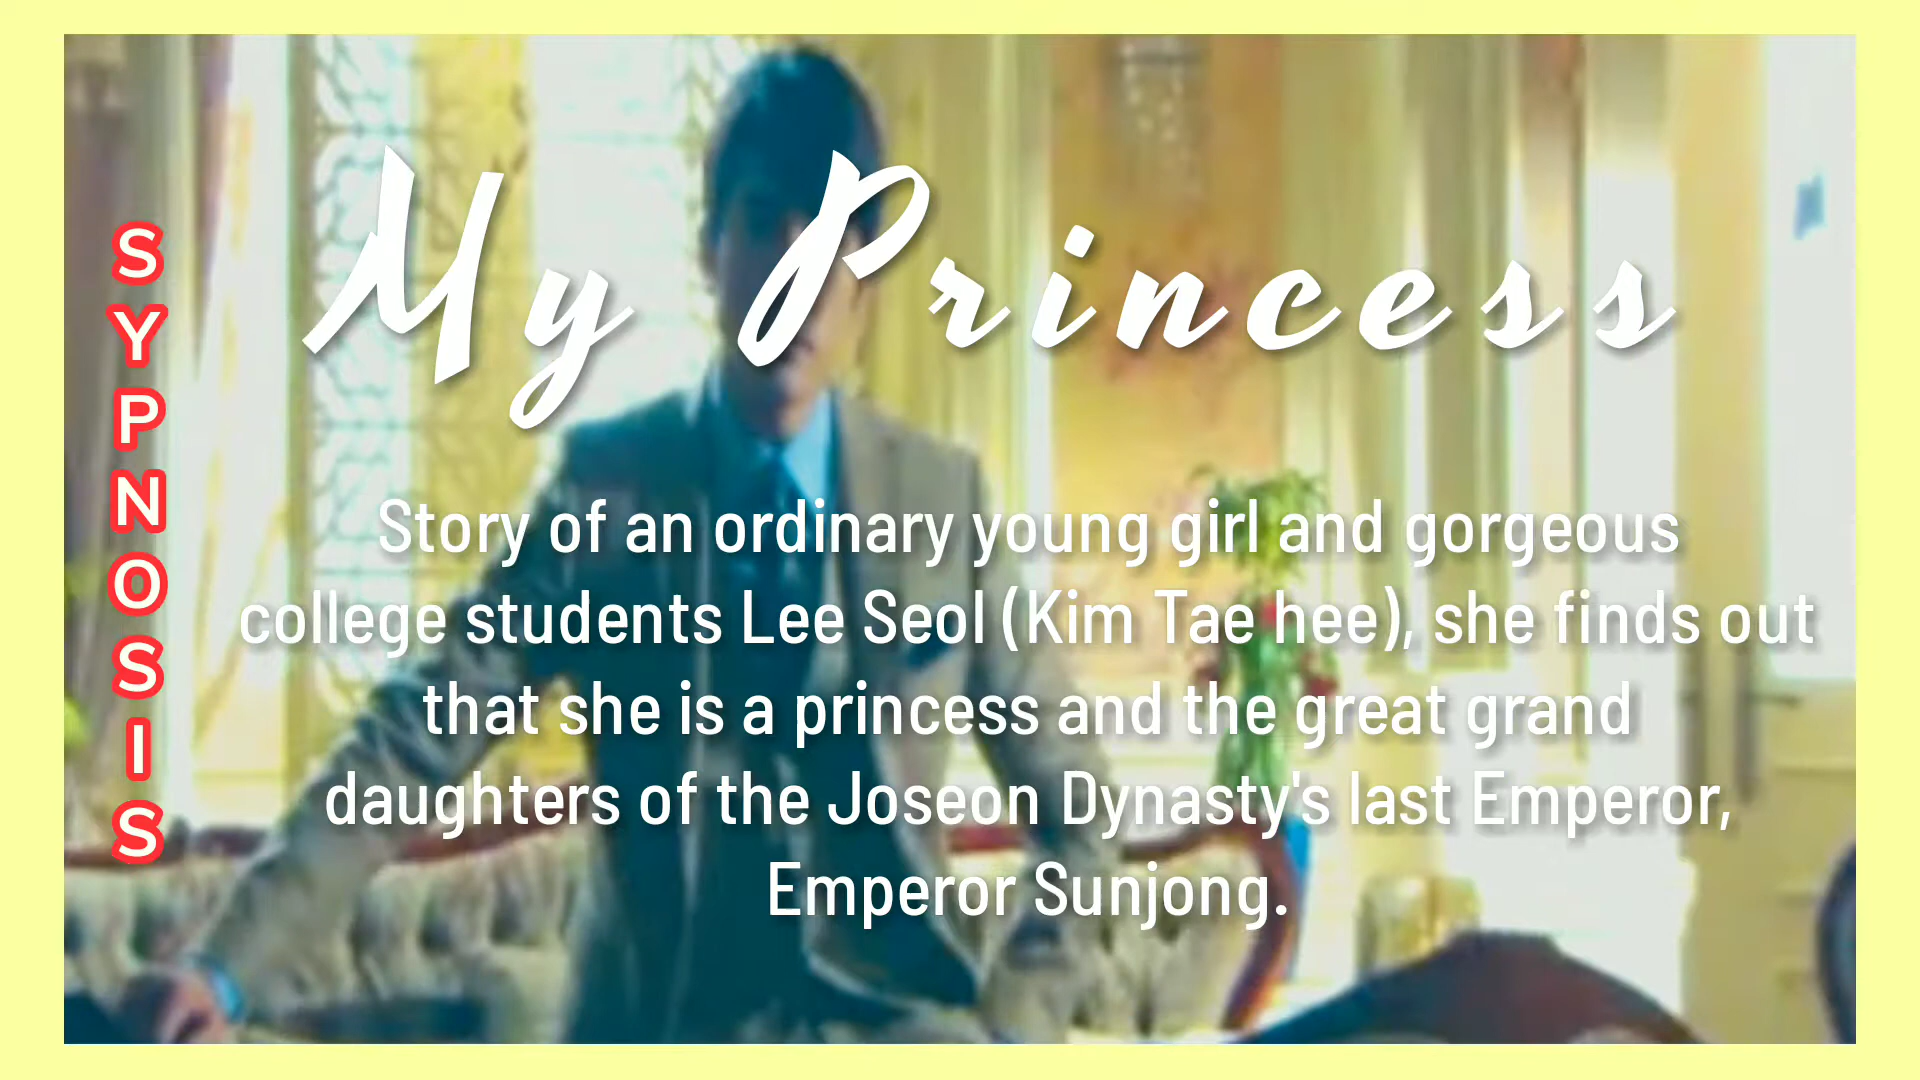 SYPNOSIS
My Princess
Story of an ordinary young girl and gorgeous
college students Lee Seol (Kim Tae hee), she finds out
that she is a princess and the great grand
daughters of the Joseon Dynasty's last Emperor,
Emperor Sunjong.